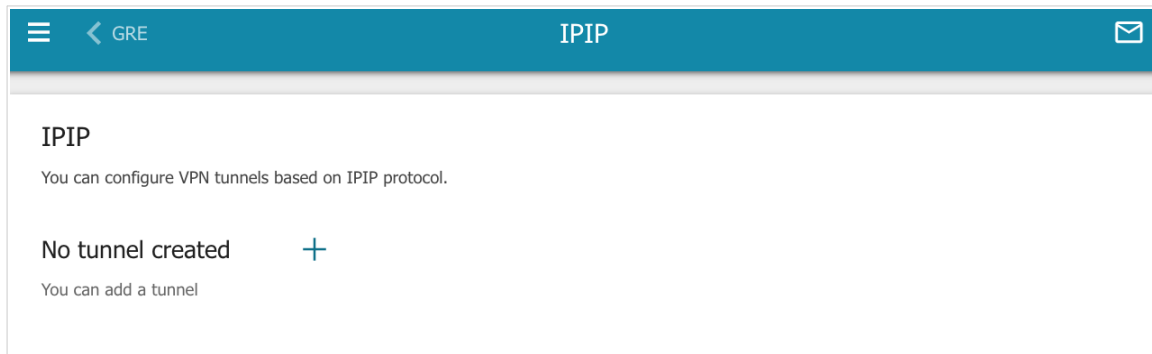 GRE
IPIP
IPIP
You can configure VPN tunnels based on IPIP protocol.
No tunnel created
You can add a tunnel